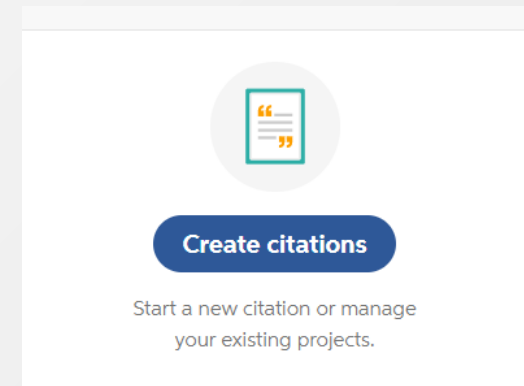 Create citations
Start a new citation or manage
your existing projects.